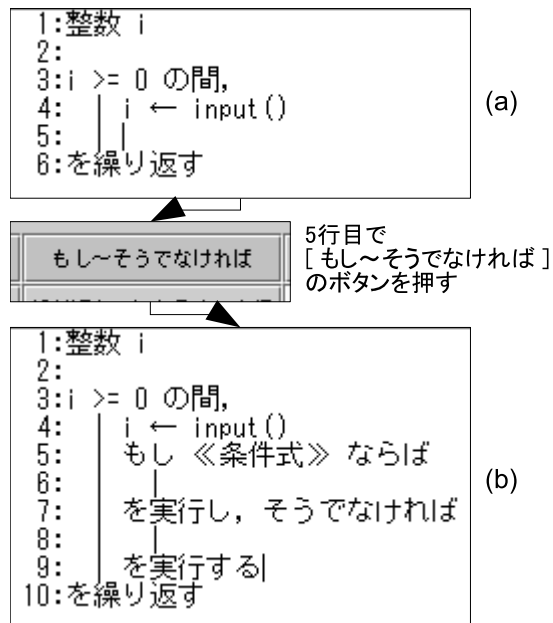 1:整数 i
2:
3:i >= 0 の間,
4: │ i ← input()
5: │ │
6:を繰り返す
(a)
もし～そうでなければ
5行目で
[ もし～そうでなければ ]
のボタンを押す
1:整数 i
2:
3:i >= 0 の間,
4: │ i ← input()
5: │ もし ≪条件式≫ ならば
6: │ │
7: │ を実行し，そうでなければ
8: │ │
9: │ を実行する|
10:を繰り返す
(b)